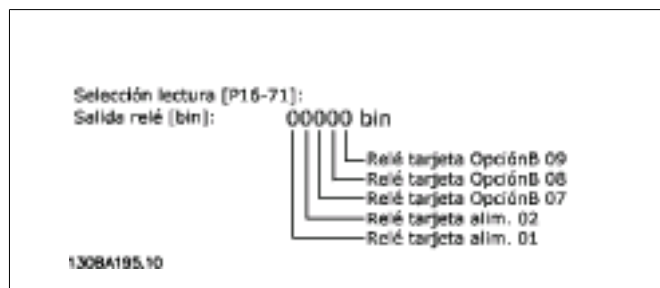 Selección lectura [P16-71]:
Salida relé [bin]: 00000 bin
Relé tarjeta OpciónB 09
Relé tarjeta OpciónB 08
Relé tarjeta OpciónB 07
Relé tarjeta alim. 02
Relé tarjeta alim. 01
130BA195.10